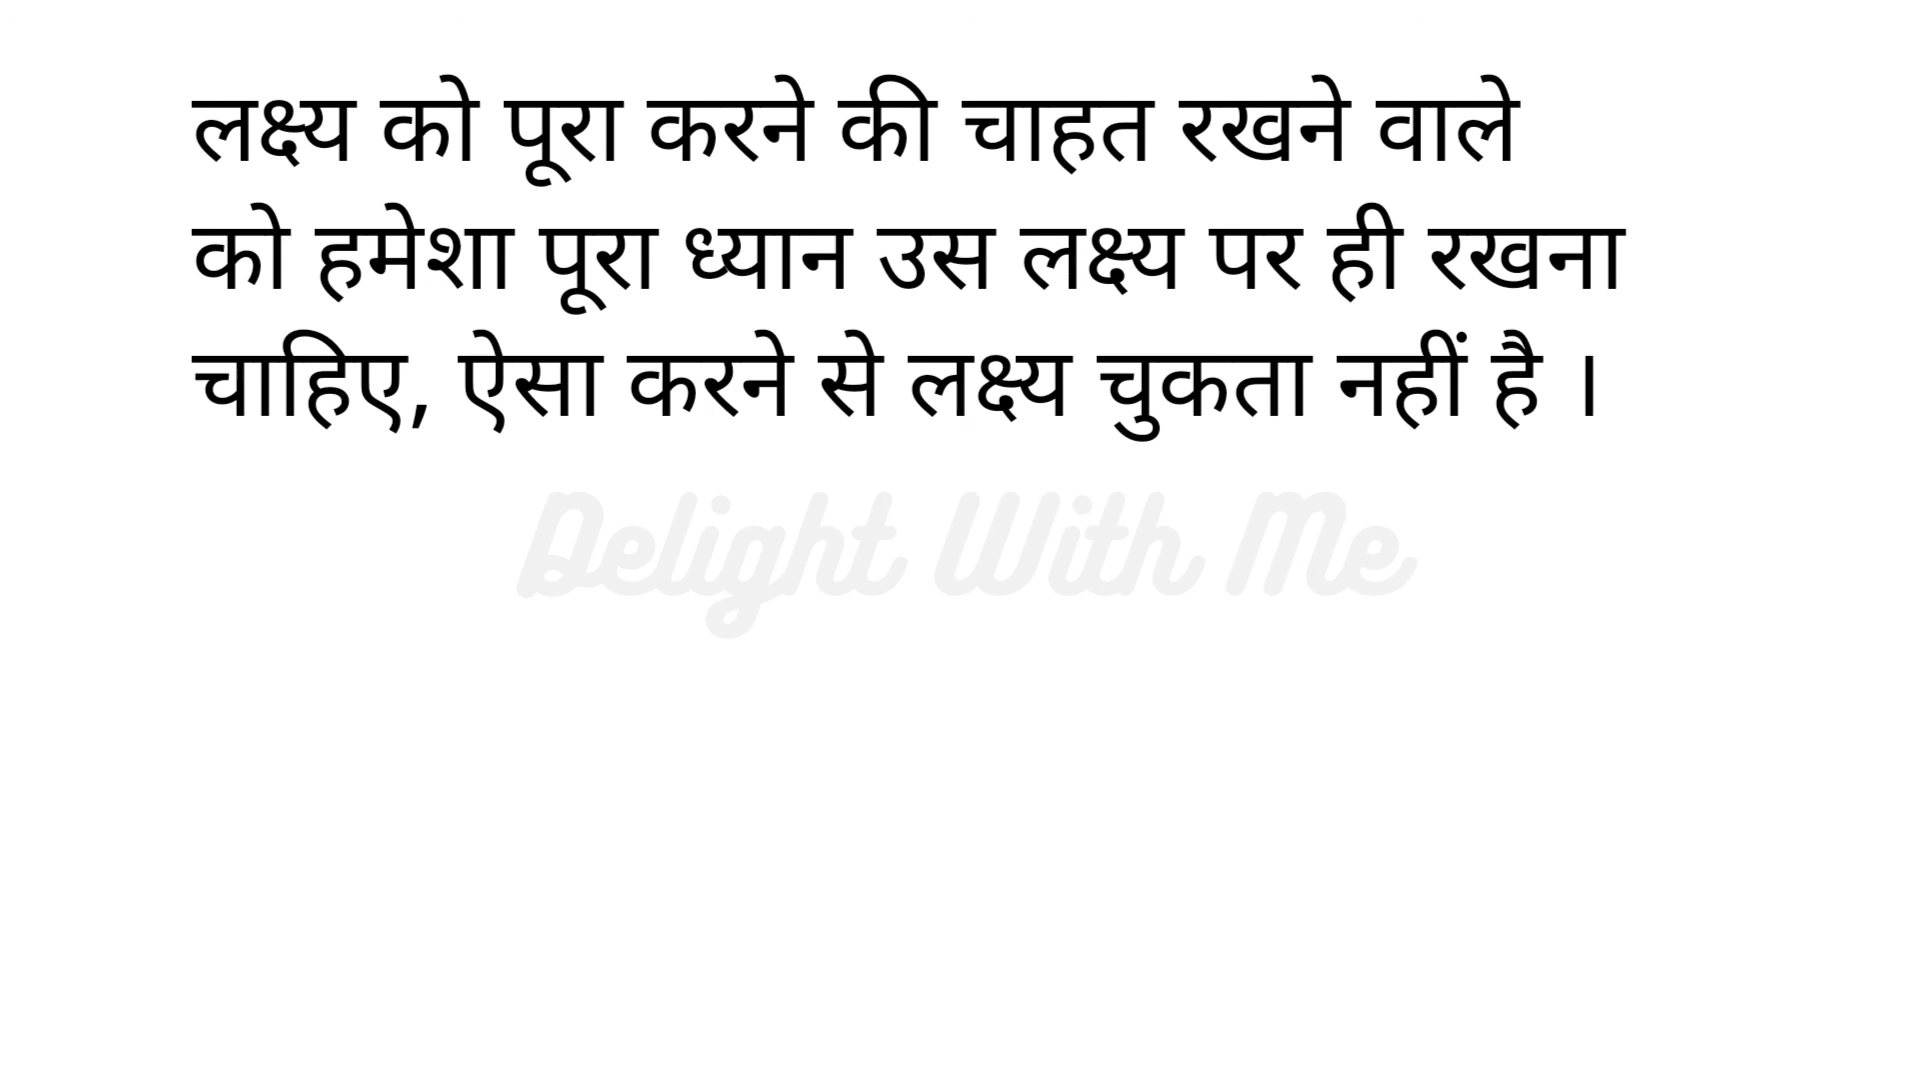 लक्ष्य को पूरा करने की चाहत रखने वाले
को हमेशा पूरा ध्यान उस लक्ष्य पर ही रखना
चाहिए, ऐसा करने से लक्ष्य चुकता नहीं है ।
Delight With Me